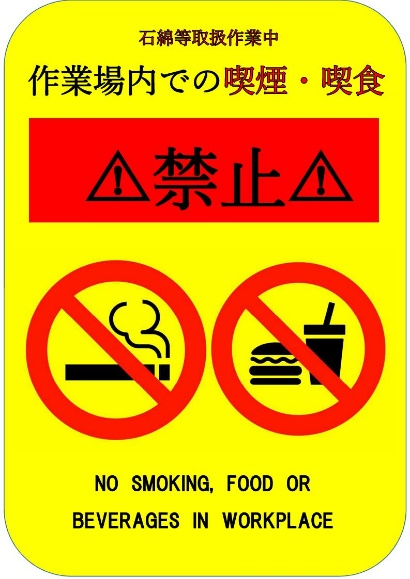 石綿等取扱作業中
作業場内での喫煙・喫食
⚠禁止⚠
NO SMOKING, FOOD OR
BEVERAGES IN WORKPLACE